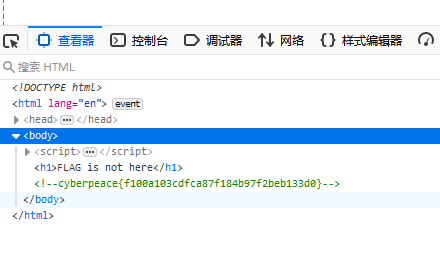 查看器 控制台 调试器 网络 {} 样式编辑器
搜索 HTML
<!DOCTYPE html>
<html lang="en"> event
<head> ••• </head>
<body>
<script> ••• </script>
<h1>FLAG is not here</h1>
<!--cyberpeace{f100a103cdfca87f184b97f2beb133d0}-->
</body>
</html>